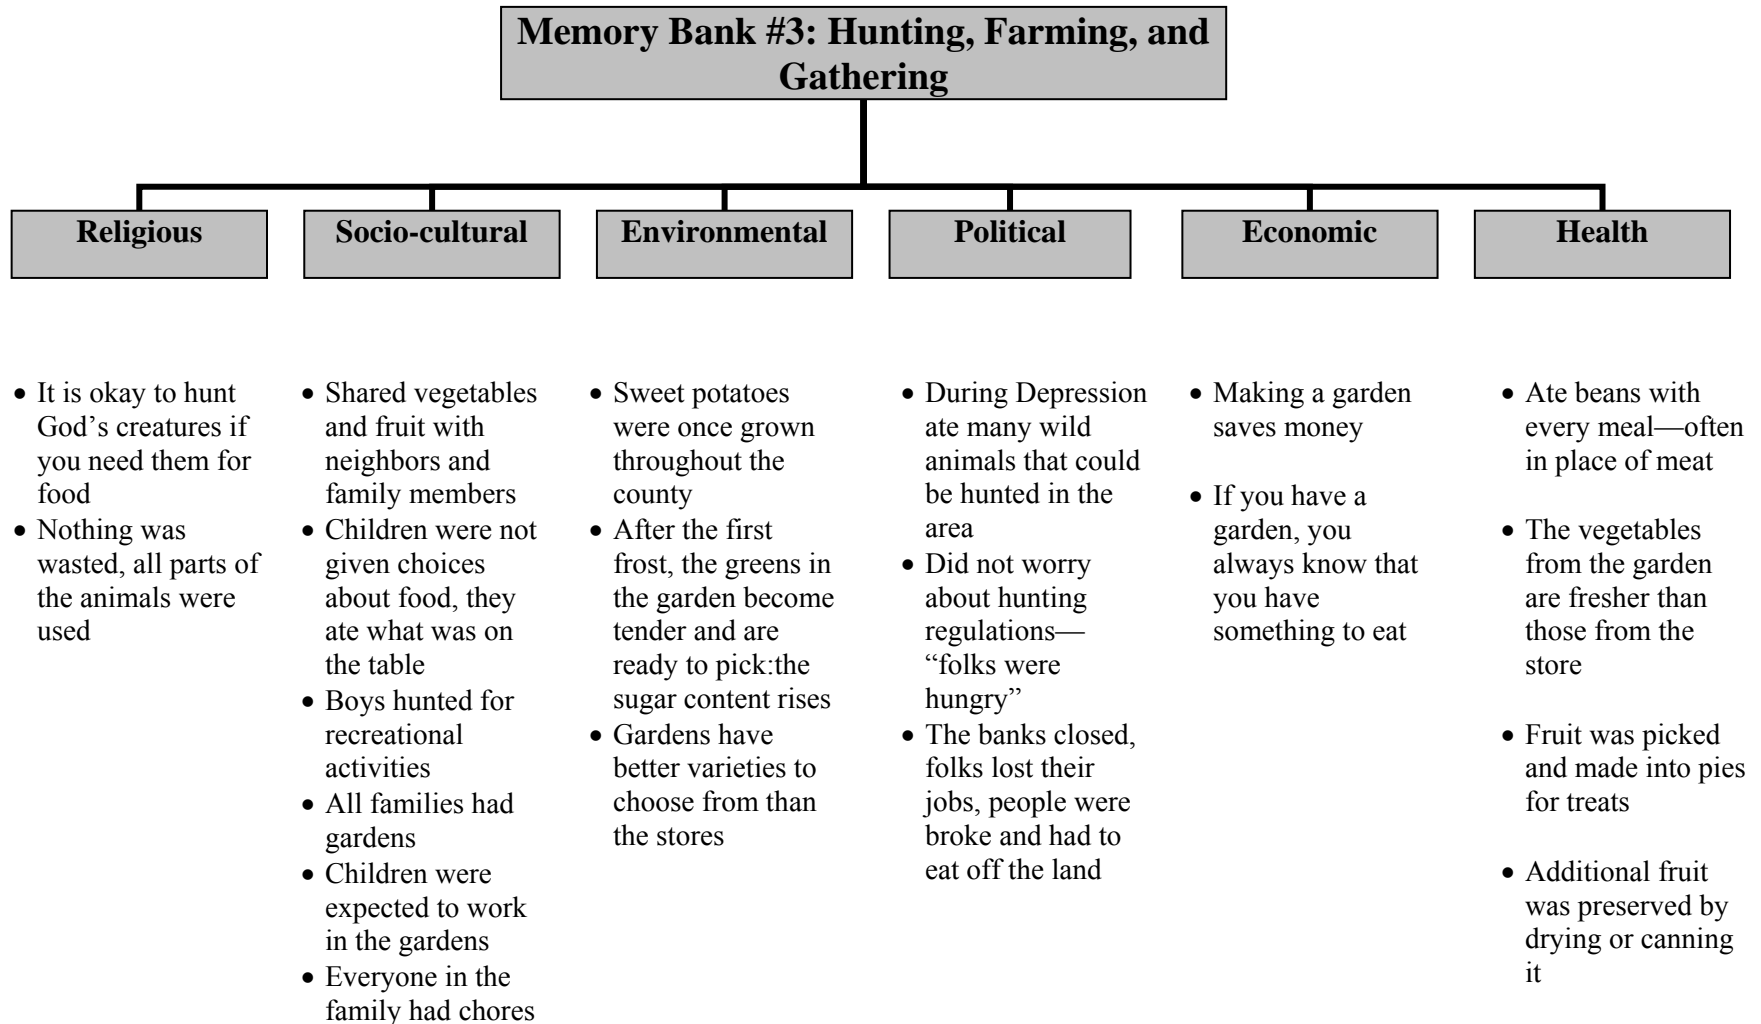 Memory Bank #3: Hunting, Farming, and
Gathering
Religious
Socio-cultural
Environmental
Political
Economic
Health
• It is okay to hunt
God’s creatures if
you need them for
food
• Nothing was
wasted, all parts of
the animals were
used
• Shared vegetables
and fruit with
neighbors and
family members
• Children were not
given choices
about food, they
ate what was on
the table
• Boys hunted for
recreational
activities
• All families had
gardens
• Children were
expected to work
in the gardens
• Everyone in the
family had chores
• Sweet potatoes
were once grown
throughout the
county
• After the first
frost, the greens in
the garden become
tender and are
ready to pick:the
sugar content rises
• Gardens have
better varieties to
choose from than
the stores
• During Depression
ate many wild
animals that could
be hunted in the
area
• Did not worry
about hunting
regulations—
“folks were
hungry”
• The banks closed,
folks lost their
jobs, people were
broke and had to
eat off the land
• Making a garden
saves money
• If you have a
garden, you
always know that
you have
something to eat
• Ate beans with
every meal—often
in place of meat
• The vegetables
from the garden
are fresher than
those from the
store
• Fruit was picked
and made into pies
for treats
• Additional fruit
was preserved by
drying or canning
it